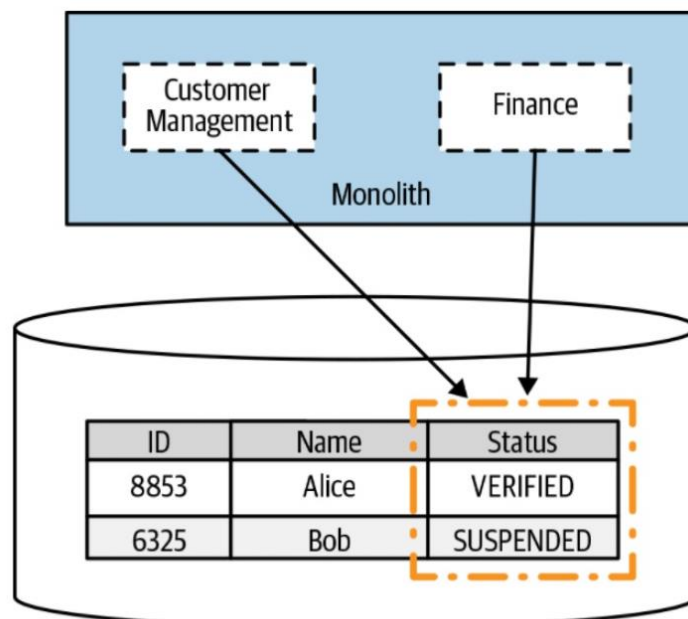 Customer
Management
Finance
Monolith
ID Name Status
8853 Alice VERIFIED
6325 Bob SUSPENDED